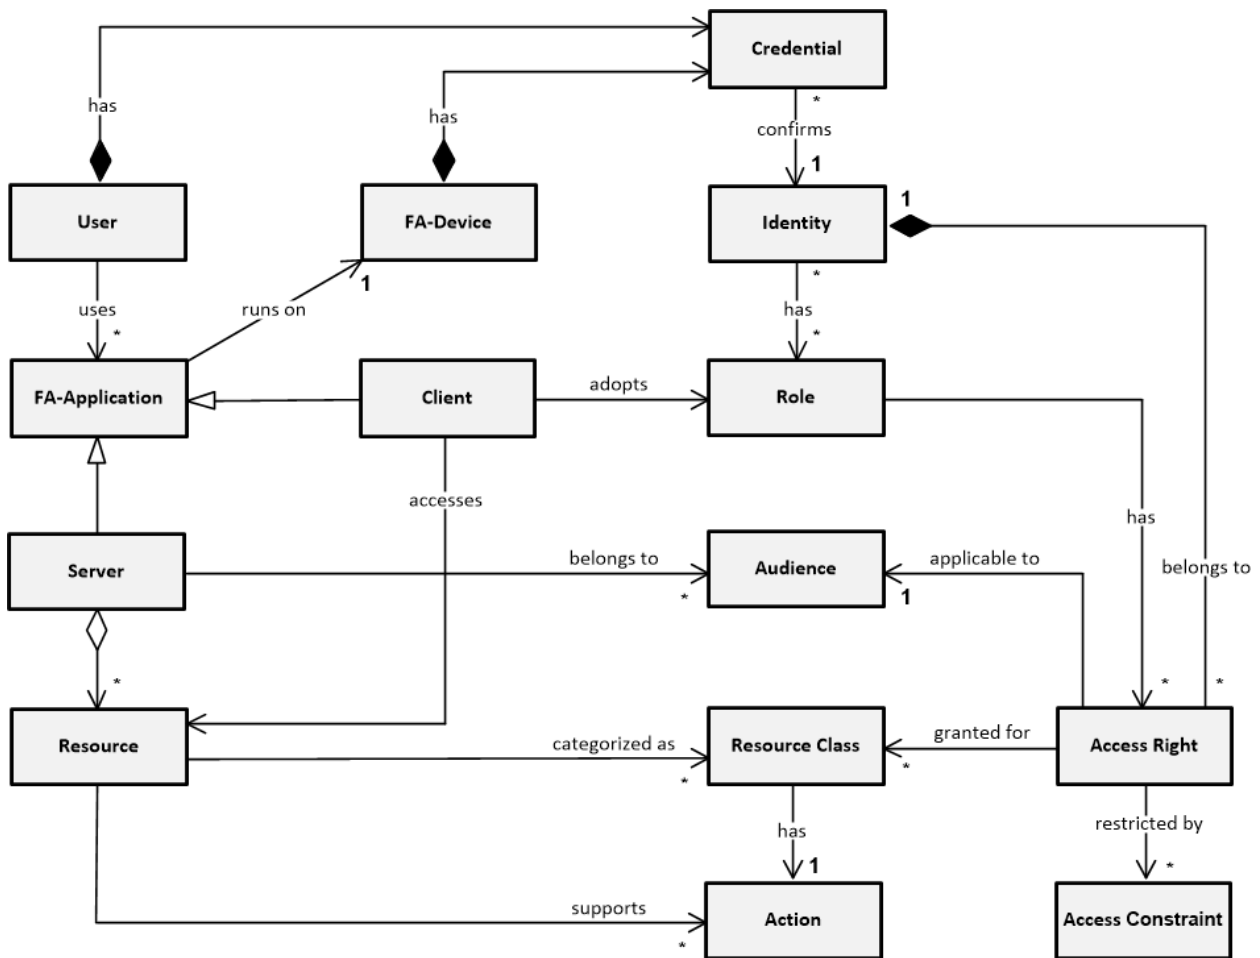 Credential
has
has
*
confirms
1
User
FA-Device
Identity
1
uses
*
runs on
1
*
has
*
FA-Application
Client
adopts
Role
accesses
has
Server
belongs to
*
Audience
applicable to
1
belongs to
*
*
*
Resource
categorized as
*
Resource Class
granted for
*
Access Right
has
1
restricted by
*
supports
*
Action
Access Constraint